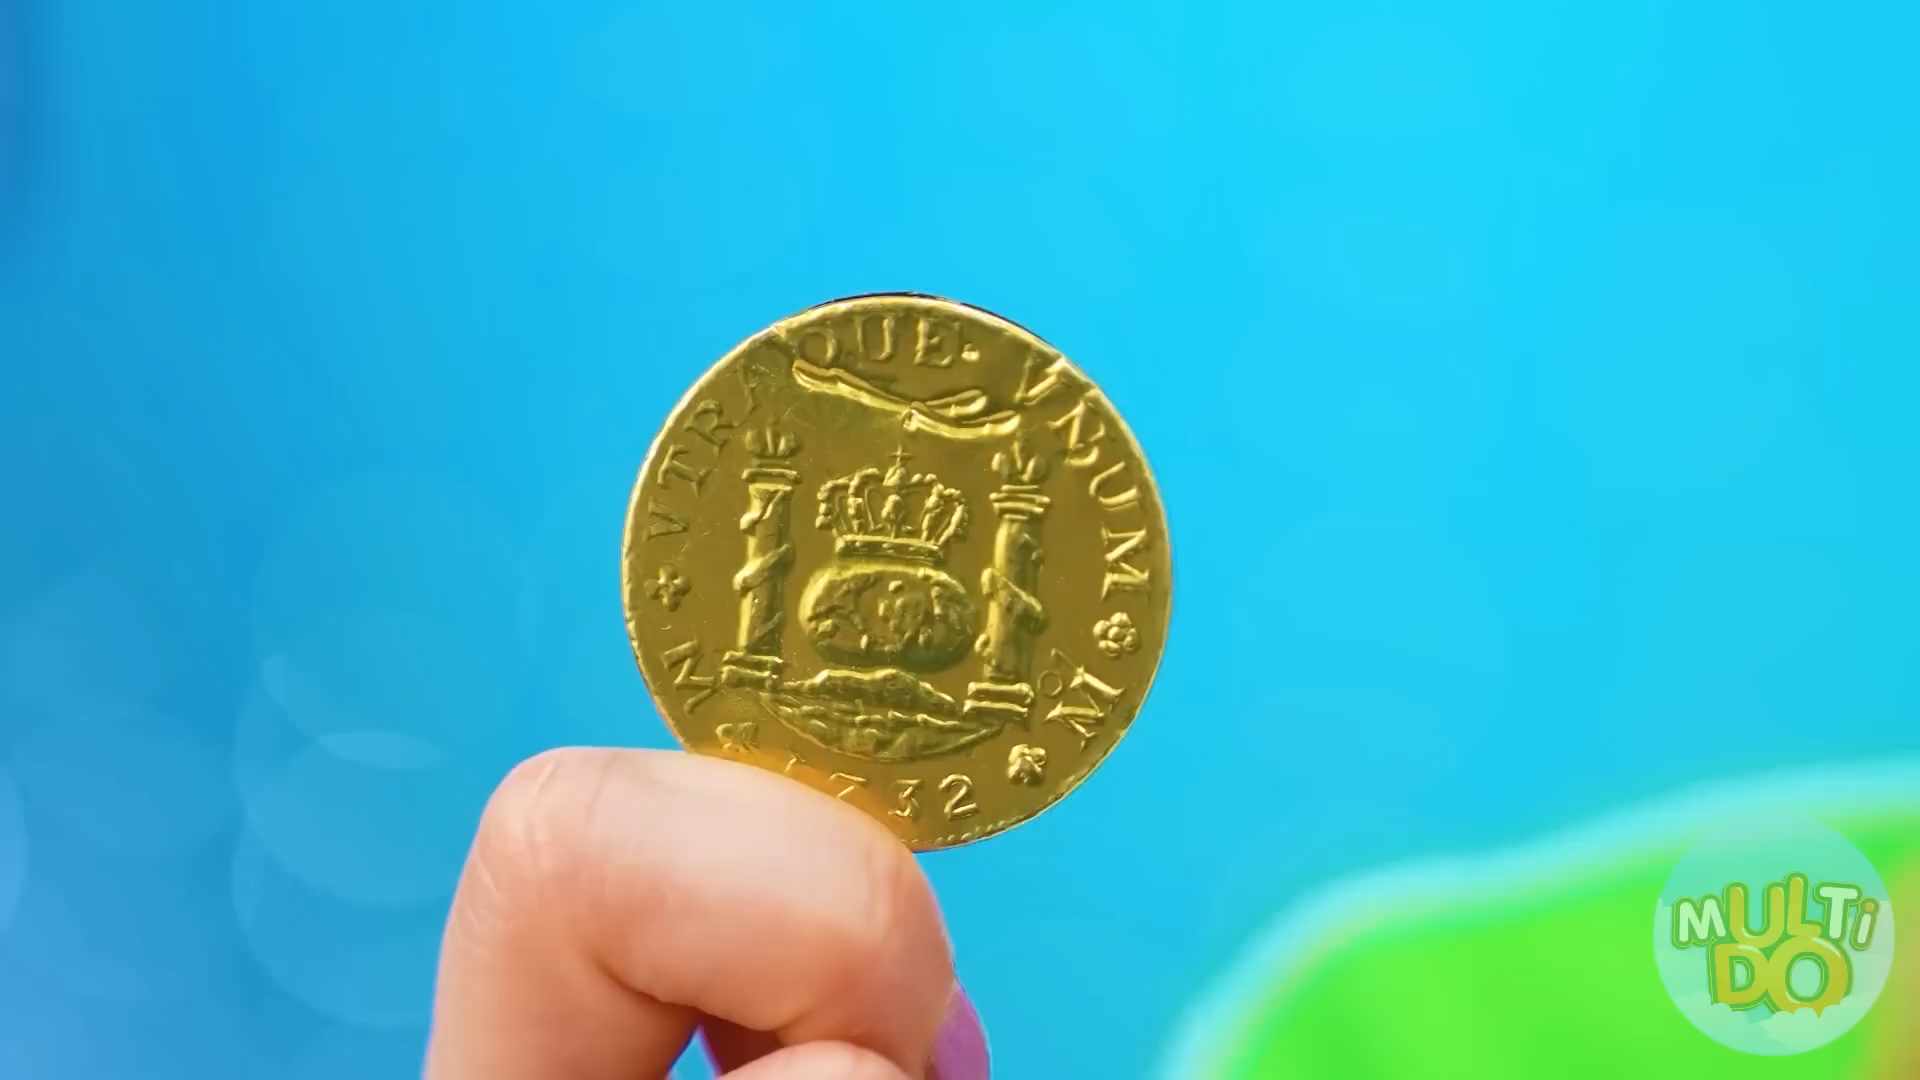 VTRAQUE VNUM
M
M
1732
MULTi
DO